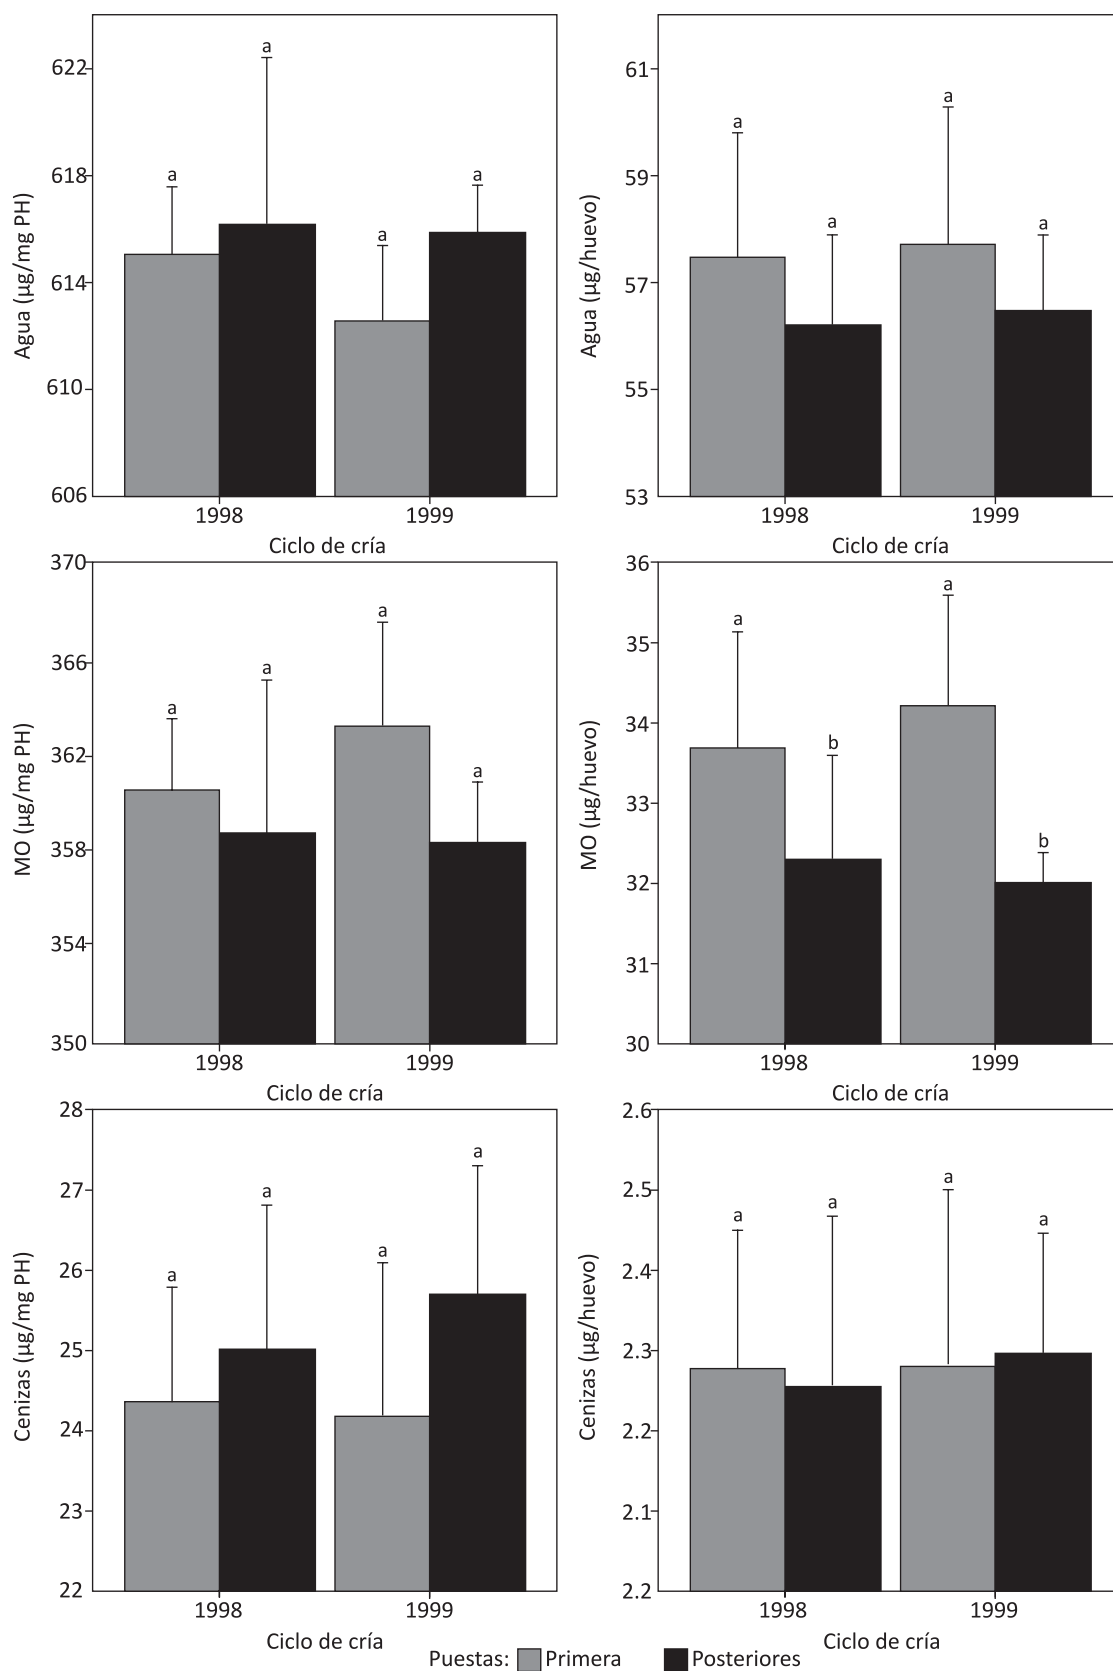 Agua (µg/mg PH)
622
618
614
610
606
a
a
a
a
1998
1999
Ciclo de cría
Agua (µg/huevo)
61
59
57
55
53
a
a
a
a
1998
1999
Ciclo de cría
MO (µg/mg PH)
370
366
362
358
354
350
a
a
a
a
1998
1999
Ciclo de cría
MO (µg/huevo)
36
35
34
33
32
31
30
a
b
a
b
1998
1999
Ciclo de cría
Cenizas (µg/mg PH)
28
27
26
25
24
23
22
a
a
a
a
1998
1999
Ciclo de cría
Cenizas (µg/huevo)
2.6
2.5
2.4
2.3
2.2
2.1
2.2
a
a
a
a
1998
1999
Ciclo de cría
Puestas: Primera Posteriores